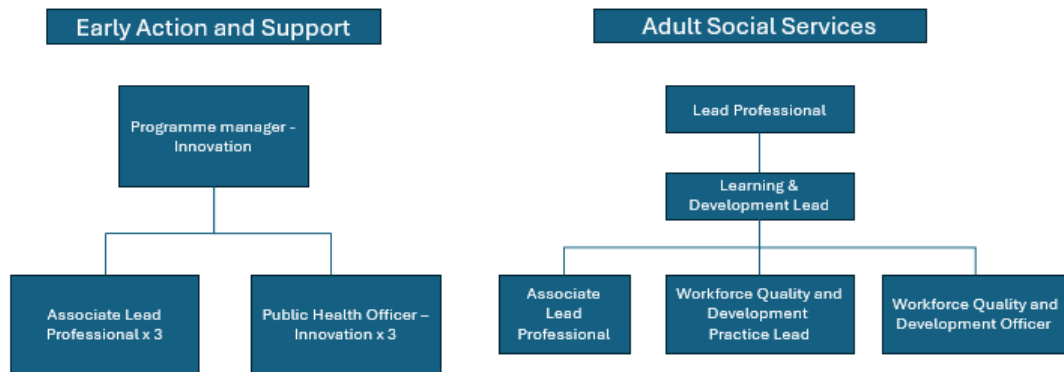 Early Action and Support
Adult Social Services
Programme manager -
Innovation
Associate Lead
Professional x 3
Public Health Officer –
Innovation x 3
Lead Professional
Learning &
Development Lead
Associate
Lead
Professional
Workforce Quality and
Development
Practice Lead
Workforce Quality and
Development Officer